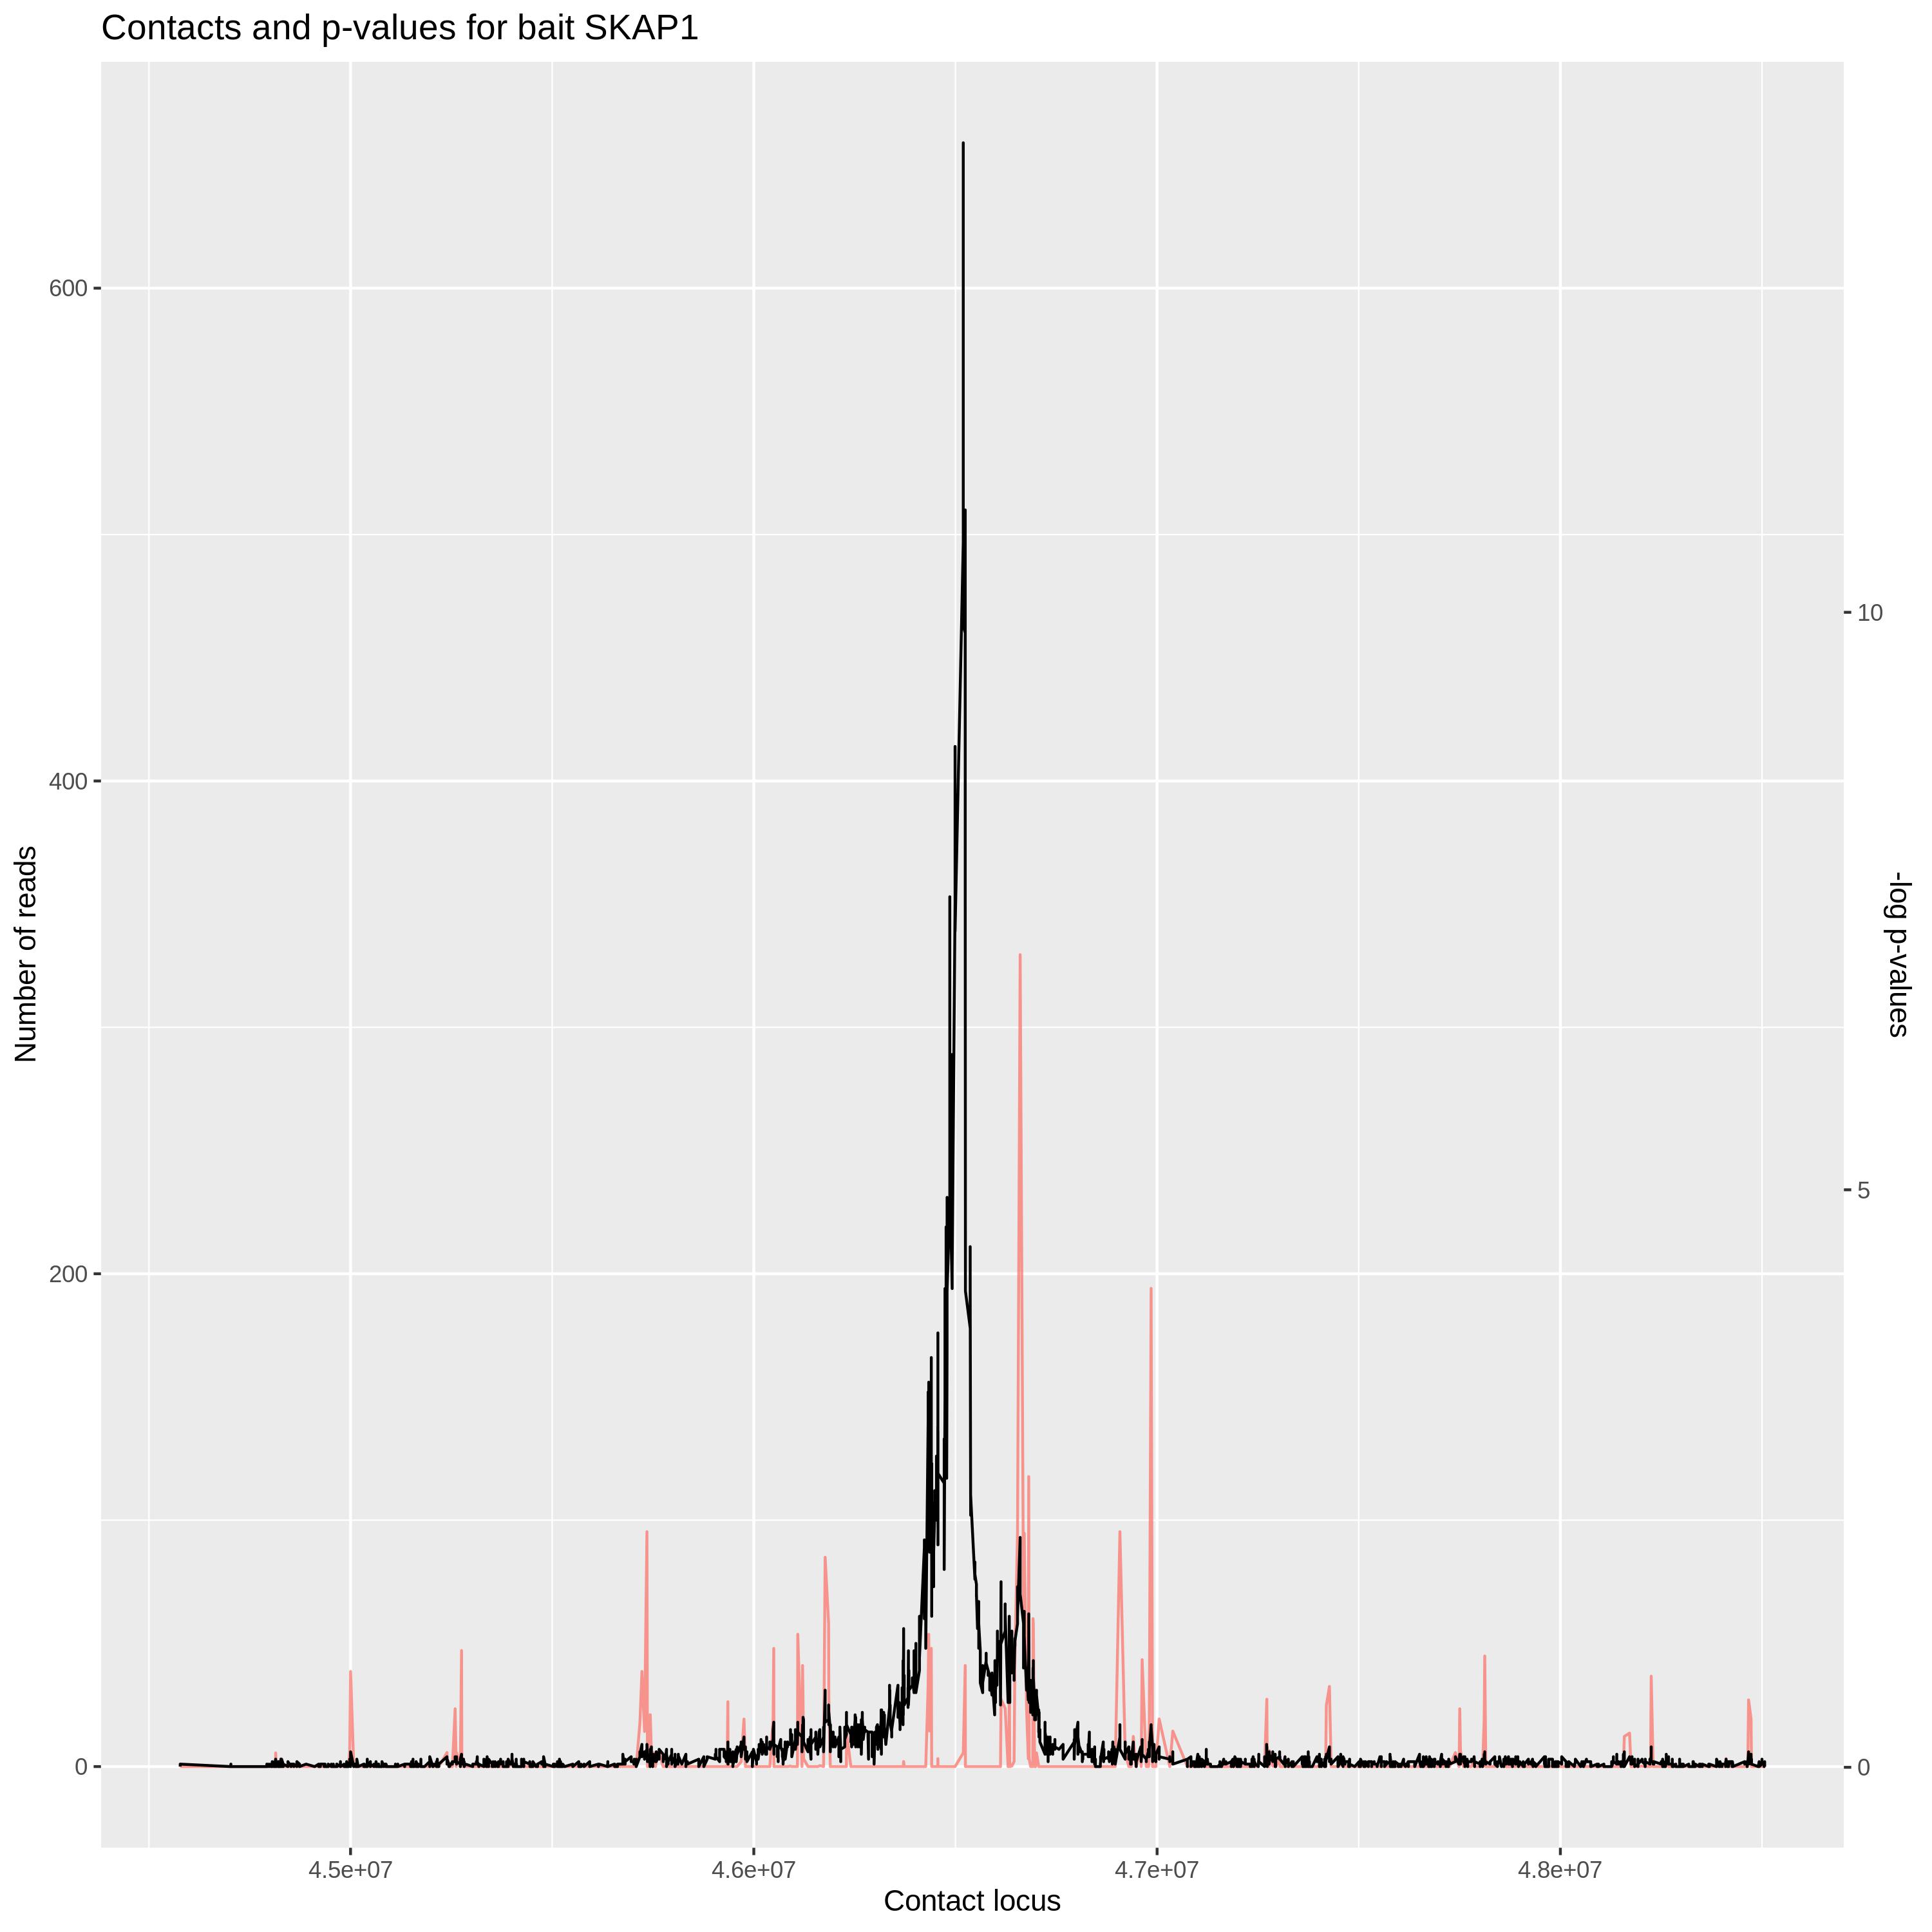 Contacts and p-values for bait SKAP1
Number of reads
600
400
200
0
-log p-values
10
5
0
4.5e+07
4.6e+07
4.7e+07
4.8e+07
Contact locus